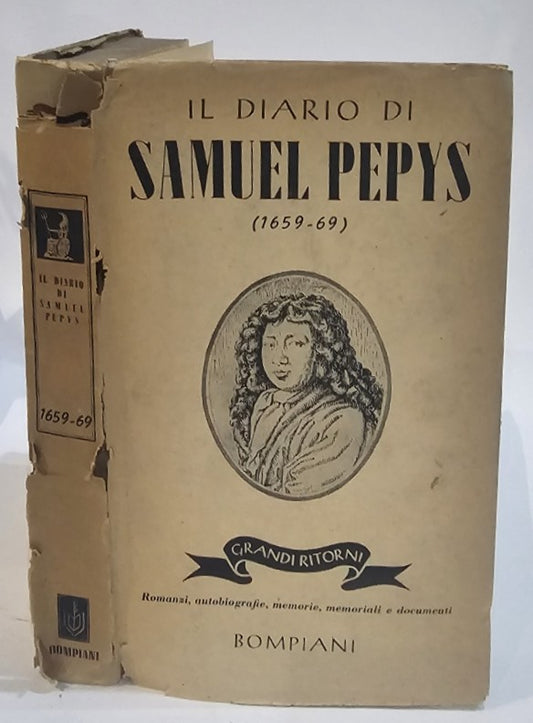 IL DIARIO DI
SAMUEL PEPYS
(1659-69)
GRANDI RITORNI
Romanzi, autobiografie, memorie, memoriali e documenti
BOMPIANI
IL DIARIO
DI
SAMUEL
PEPYS
1659-69
BOMPIANI